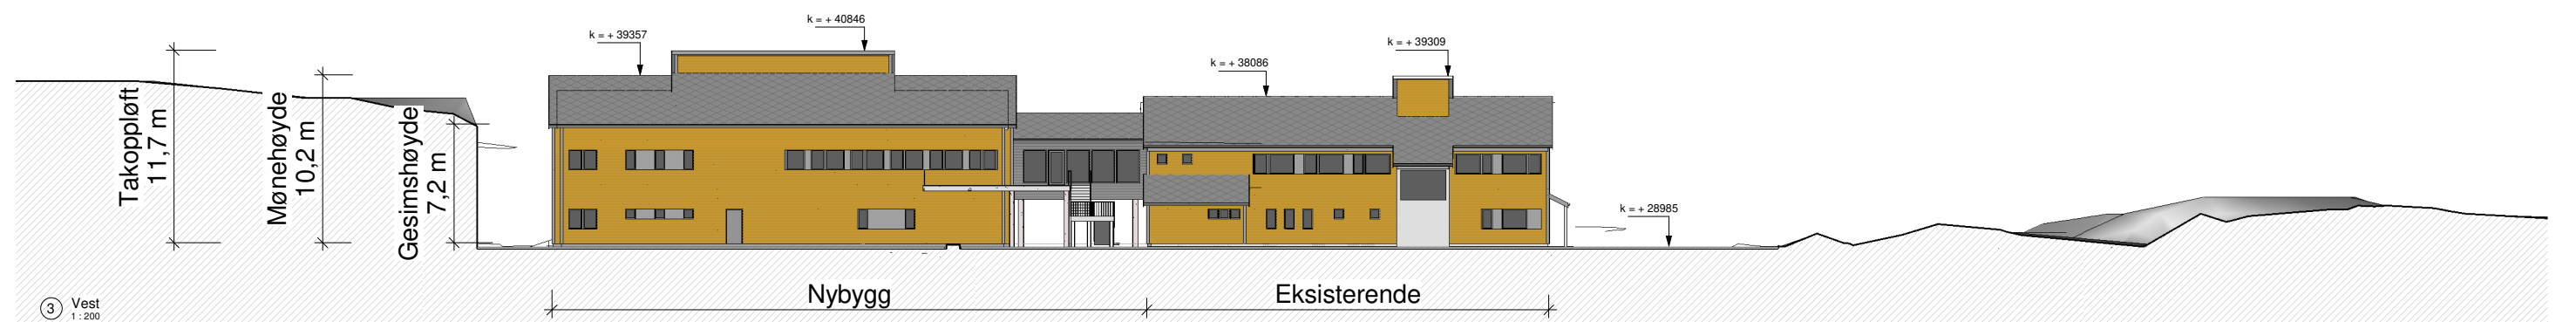 k = + 40846
k = + 39357
k = + 39309
k = + 38086
Takoppløft
11,7 m
Mønehøyde
10,2 m
Gesimshøyde
7,2 m
k = + 28985
Nybygg
Eksisterende
3
Vest
1 : 200